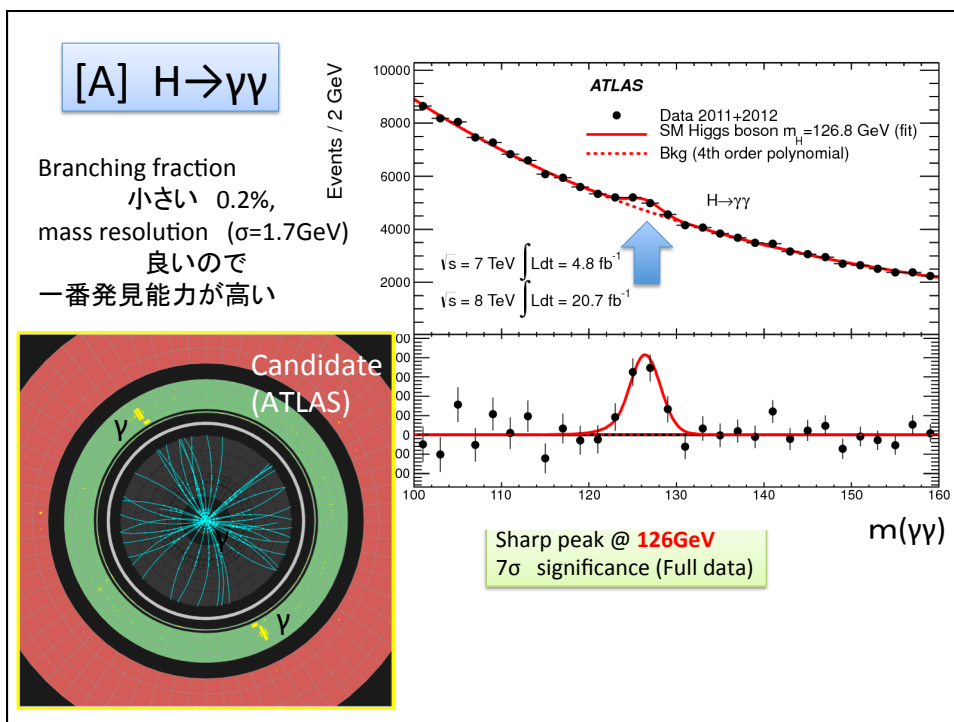 [A] H→γγ
Branching fraction
小さい 0.2%,
mass resolution (σ=1.7GeV)
良いので
一番発見能力が高い
Candidate
(ATLAS)
γ
γ
γ
Events / 2 GeV
10000
8000
6000
4000
2000
ATLAS
Data 2011+2012
SM Higgs boson m_H=126.8 GeV (fit)
Bkg (4th order polynomial)
H→γγ
√s = 7 TeV ∫Ldt = 4.8 fb⁻¹
√s = 8 TeV ∫Ldt = 20.7 fb⁻¹
100 110 120 130 140 150 160
m(γγ)
Sharp peak @ 126GeV
7σ significance (Full data)